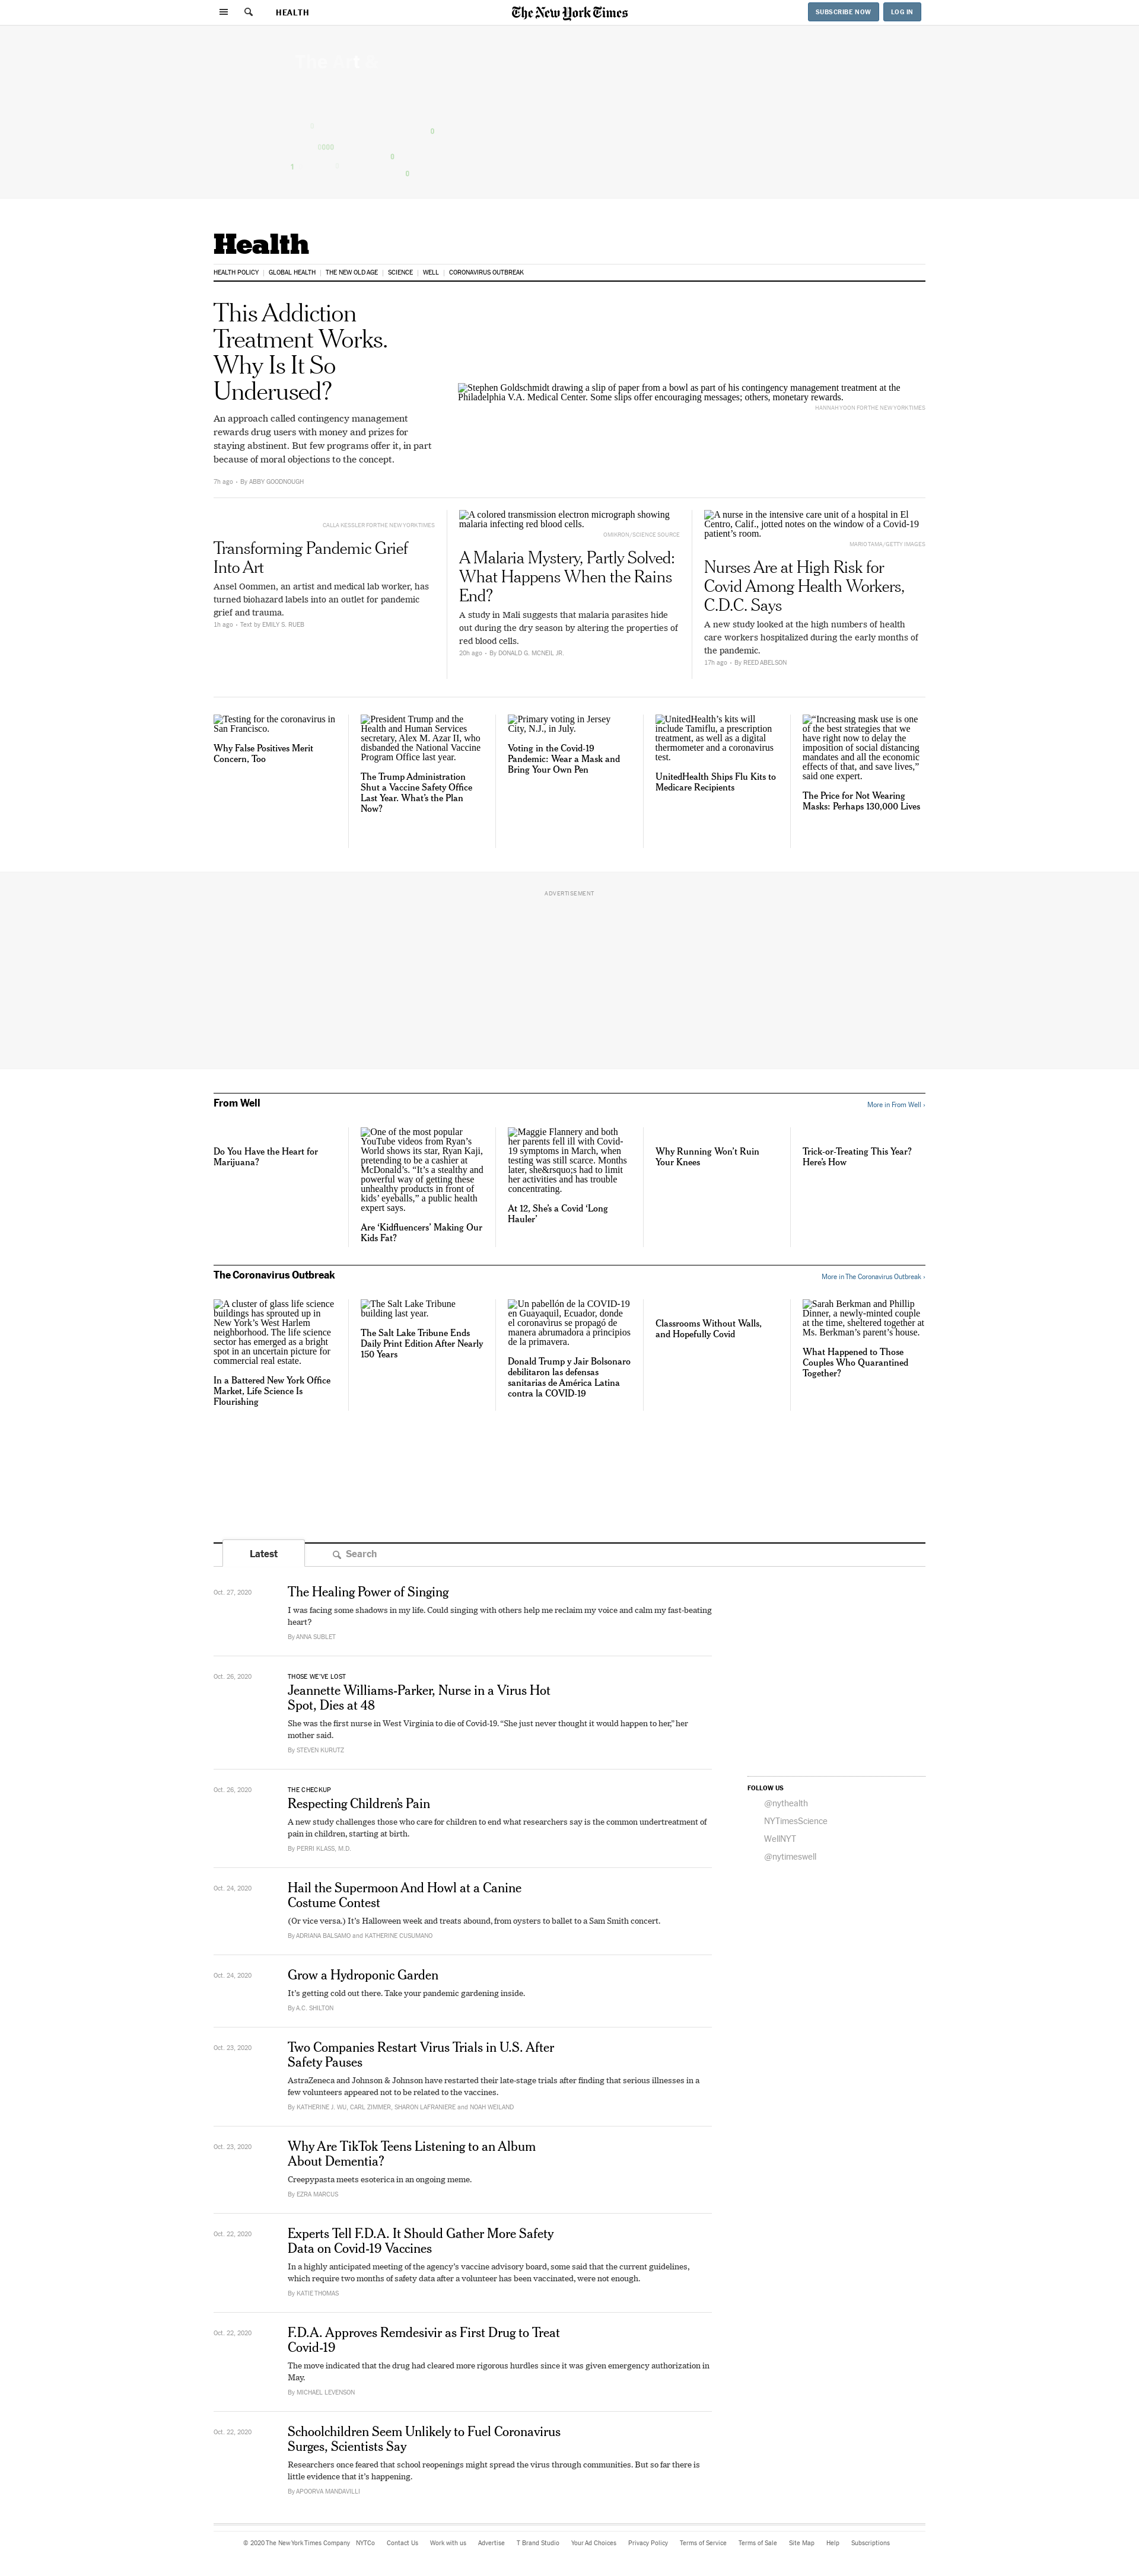 HEALTH
The New York Times
SUBSCRIBE NOW
LOG IN
Health
HEALTH POLICY
GLOBAL HEALTH
THE NEW OLD AGE
SCIENCE
WELL
CORONAVIRUS OUTBREAK
This Addiction
Treatment Works.
Why Is It So
Underused?
An approach called contingency management
rewards drug users with money and prizes for
staying abstinent. But few programs offer it, in part
because of moral objections to the concept.
7h ago • By ABBY GOODNOUGH
Stephen Goldschmidt drawing a slip of paper from a bowl as part of his contingency management treatment at the
Philadelphia V.A. Medical Center. Some slips offer encouraging messages; others, monetary rewards.
HANNAH YOON FOR THE NEW YORK TIMES
CALLA KESSLER FOR THE NEW YORK TIMES
Transforming Pandemic Grief
Into Art
Ansel Oommen, an artist and medical lab worker, has
turned biohazard labels into an outlet for pandemic
grief and trauma.
1h ago • Text by EMILY S. RUEB
A colored transmission electron micrograph showing
malaria infecting red blood cells.
OMIKRON/SCIENCE SOURCE
A Malaria Mystery, Partly Solved:
What Happens When the Rains
End?
A study in Mali suggests that malaria parasites hide
out during the dry season by altering the properties of
red blood cells.
20h ago • By DONALD G. MCNEIL JR.
A nurse in the intensive care unit of a hospital in El
Centro, Calif., jotted notes on the window of a Covid-19
patient's room.
MARIO TAMA/GETTY IMAGES
Nurses Are at High Risk for
Covid Among Health Workers,
C.D.C. Says
A new study looked at the high numbers of health
care workers hospitalized during the early months of
the pandemic.
17h ago • By REED ABELSON
Testing for the coronavirus in
San Francisco.
Why False Positives Merit
Concern, Too
President Trump and the
Health and Human Services
secretary, Alex M. Azar II, who
disbanded the National Vaccine
Program Office last year.
The Trump Administration
Shut a Vaccine Safety Office
Last Year. What's the Plan
Now?
Primary voting in Jersey
City, N.J., in July.
Voting in the Covid-19
Pandemic: Wear a Mask and
Bring Your Own Pen
UnitedHealth's kits will
include Tamiflu, a prescription
treatment, as well as a digital
thermometer and a coronavirus
test.
UnitedHealth Ships Flu Kits to
Medicare Recipients
“Increasing mask use is one
of the best strategies that we
have right now to delay the
imposition of social distancing
mandates and all the economic
effects of that, and save lives,”
said one expert.
The Price for Not Wearing
Masks: Perhaps 130,000 Lives
ADVERTISEMENT
From Well
More in From Well ›
Do You Have the Heart for
Marijuana?
One of the most popular
YouTube videos from Ryan's
World shows its star, Ryan Kaji,
pretending to be a cashier at
McDonald's. “It's a stealthy and
powerful way of getting these
unhealthy products in front of
kids' eyeballs,” a public health
expert says.
Are ‘Kidfluencers’ Making Our
Kids Fat?
Maggie Flannery and both
her parents fell ill with Covid-
19 symptoms in March, when
testing was still scarce. Months
later, she&rsquo;s had to limit
her activities and has trouble
concentrating.
At 12, She's a Covid ‘Long
Hauler’
Why Running Won't Ruin
Your Knees
Trick-or-Treating This Year?
Here's How
The Coronavirus Outbreak
More in The Coronavirus Outbreak ›
A cluster of glass life science
buildings has sprouted up in
New York's West Harlem
neighborhood. The life science
sector has emerged as a bright
spot in an uncertain picture for
commercial real estate.
In a Battered New York Office
Market, Life Science Is
Flourishing
The Salt Lake Tribune
building last year.
The Salt Lake Tribune Ends
Daily Print Edition After Nearly
150 Years
Un pabellón de la COVID-19
en Guayaquil, Ecuador, donde
el coronavirus se propagó de
manera abrumadora a principios
de la primavera.
Donald Trump y Jair Bolsonaro
debilitaron las defensas
sanitarias de América Latina
contra la COVID-19
Classrooms Without Walls,
and Hopefully Covid
Sarah Berkman and Phillip
Dinner, a newly-minted couple
at the time, sheltered together at
Ms. Berkman's parent's house.
What Happened to Those
Couples Who Quarantined
Together?
Latest
Search
Oct. 27, 2020
The Healing Power of Singing
I was facing some shadows in my life. Could singing with others help me reclaim my voice and calm my fast-beating
heart?
By ANNA SUBLET
Oct. 26, 2020
THOSE WE'VE LOST
Jeannette Williams-Parker, Nurse in a Virus Hot
Spot, Dies at 48
She was the first nurse in West Virginia to die of Covid-19. “She just never thought it would happen to her,” her
mother said.
By STEVEN KURUTZ
Oct. 26, 2020
THE CHECKUP
Respecting Children's Pain
A new study challenges those who care for children to end what researchers say is the common undertreatment of
pain in children, starting at birth.
By PERRI KLASS, M.D.
FOLLOW US
@nythealth
NYTimesScience
WellNYT
@nytimeswell
Oct. 24, 2020
Hail the Supermoon And Howl at a Canine
Costume Contest
(Or vice versa.) It's Halloween week and treats abound, from oysters to ballet to a Sam Smith concert.
By ADRIANA BALSAMO and KATHERINE CUSUMANO
Oct. 24, 2020
Grow a Hydroponic Garden
It's getting cold out there. Take your pandemic gardening inside.
By A.C. SHILTON
Oct. 23, 2020
Two Companies Restart Virus Trials in U.S. After
Safety Pauses
AstraZeneca and Johnson & Johnson have restarted their late-stage trials after finding that serious illnesses in a
few volunteers appeared not to be related to the vaccines.
By KATHERINE J. WU, CARL ZIMMER, SHARON LAFRANIERE and NOAH WEILAND
Oct. 23, 2020
Why Are TikTok Teens Listening to an Album
About Dementia?
Creepypasta meets esoterica in an ongoing meme.
By EZRA MARCUS
Oct. 22, 2020
Experts Tell F.D.A. It Should Gather More Safety
Data on Covid-19 Vaccines
In a highly anticipated meeting of the agency's vaccine advisory board, some said that the current guidelines,
which require two months of safety data after a volunteer has been vaccinated, were not enough.
By KATIE THOMAS
Oct. 22, 2020
F.D.A. Approves Remdesivir as First Drug to Treat
Covid-19
The move indicated that the drug had cleared more rigorous hurdles since it was given emergency authorization in
May.
By MICHAEL LEVENSON
Oct. 22, 2020
Schoolchildren Seem Unlikely to Fuel Coronavirus
Surges, Scientists Say
Researchers once feared that school reopenings might spread the virus through communities. But so far there is
little evidence that it's happening.
By APOORVA MANDAVILLI
© 2020 The New York Times Company NYTCo Contact Us Work with us Advertise T Brand Studio Your Ad Choices Privacy Policy Terms of Service Terms of Sale Site Map Help Subscriptions